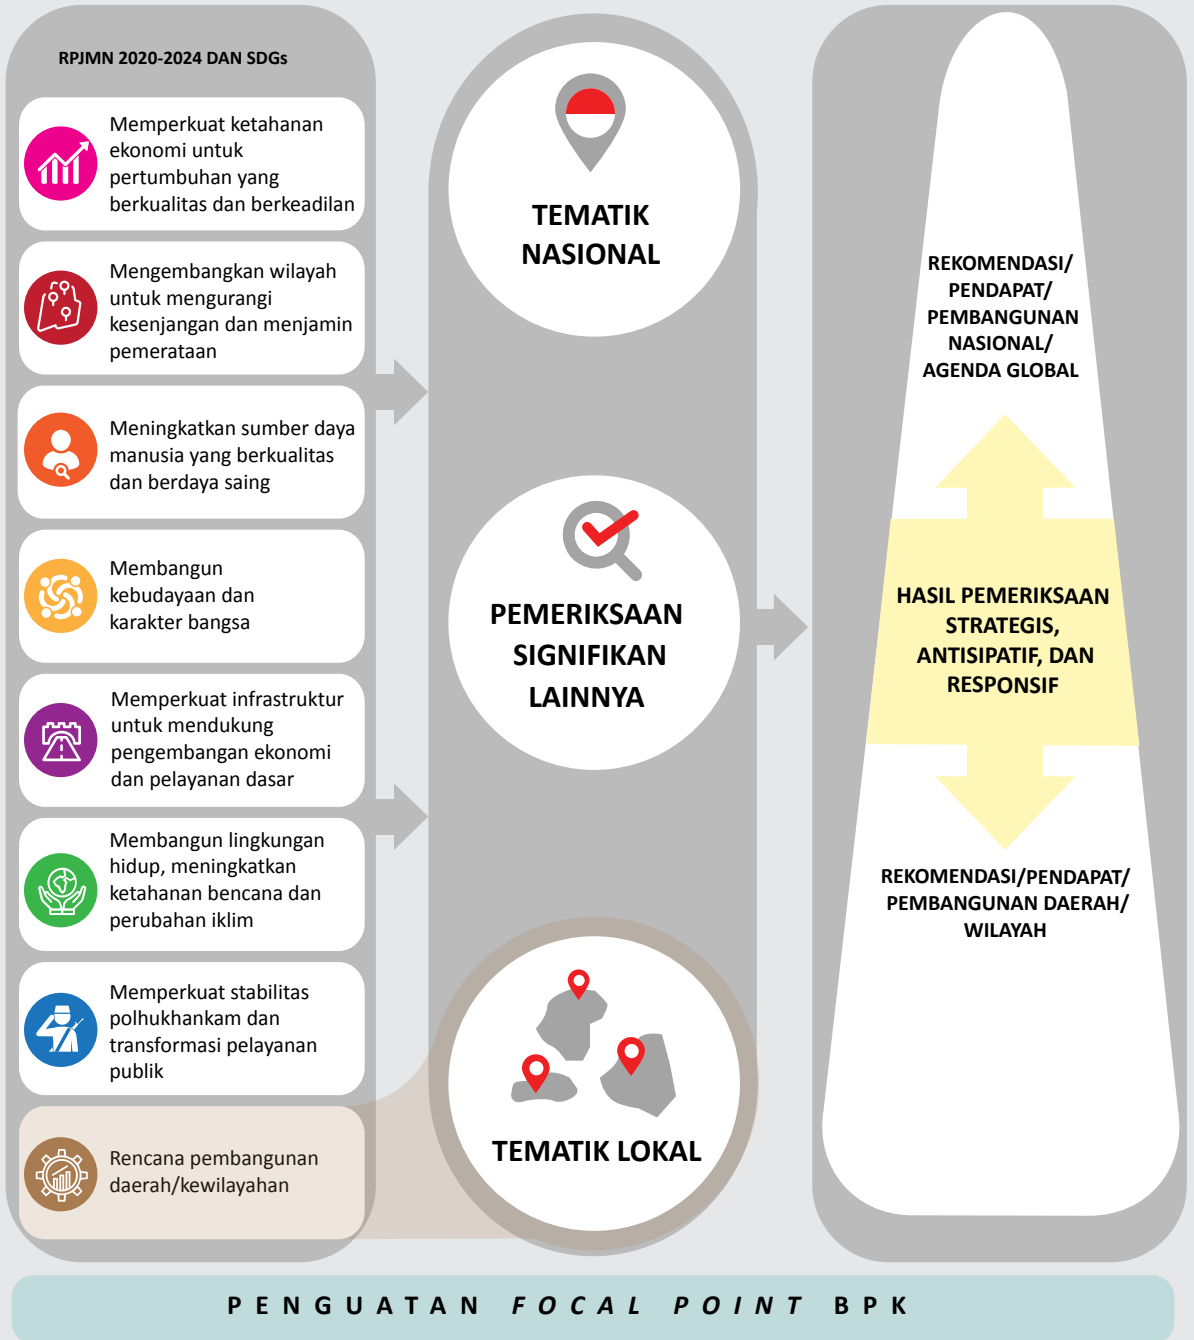 RPJMN 2020-2024 DAN SDGs
Memperkuat ketahanan
ekonomi untuk
pertumbuhan yang
berkualitas dan berkeadilan
Mengembangkan wilayah
untuk mengurangi
kesenjangan dan menjamin
pemerataan
Meningkatkan sumber daya
manusia yang berkualitas
dan berdaya saing
Membangun
kebudayaan dan
karakter bangsa
Memperkuat infrastruktur
untuk mendukung
pengembangan ekonomi
dan pelayanan dasar
Membangun lingkungan
hidup, meningkatkan
ketahanan bencana dan
perubahan iklim
Memperkuat stabilitas
polhukhankam dan
transformasi pelayanan
publik
Rencana pembangunan
daerah/kewilayahan
TEMATIK
NASIONAL
PEMERIKSAAN
SIGNIFIKAN
LAINNYA
TEMATIK LOKAL
REKOMENDASI/
PENDAPAT/
PEMBANGUNAN
NASIONAL/
AGENDA GLOBAL
HASIL PEMERIKSAAN
STRATEGIS,
ANTISIPATIF, DAN
RESPONSIF
REKOMENDASI/PENDAPAT/
PEMBANGUNAN DAERAH/
WILAYAH
PENGUATAN FOCAL POINT BPK